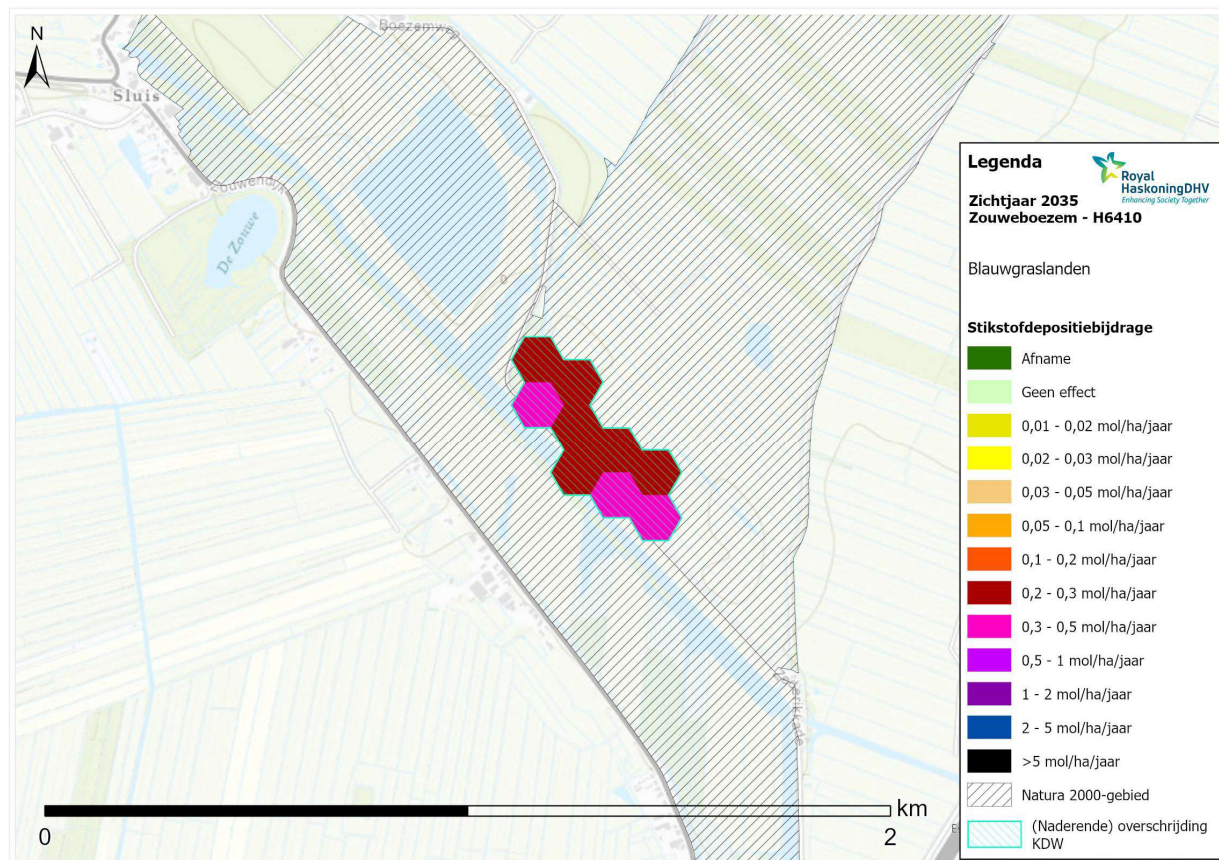 N
Boezemweg
Sluis
Zouwendijk
De Zouwe
Legenda
Royal
HaskoningDHV
Enhancing Society Together
Zichtjaar 2035
Zouweboezem - H6410
Blauwgraslanden
Stikstofdepositiebijdrage
Afname
Geen effect
0,01 - 0,02 mol/ha/jaar
0,02 - 0,03 mol/ha/jaar
0,03 - 0,05 mol/ha/jaar
0,05 - 0,1 mol/ha/jaar
0,1 - 0,2 mol/ha/jaar
0,2 - 0,3 mol/ha/jaar
0,3 - 0,5 mol/ha/jaar
0,5 - 1 mol/ha/jaar
1 - 2 mol/ha/jaar
2 - 5 mol/ha/jaar
>5 mol/ha/jaar
Natura 2000-gebied
(Naderende) overschrijding
KDW
km
0
2